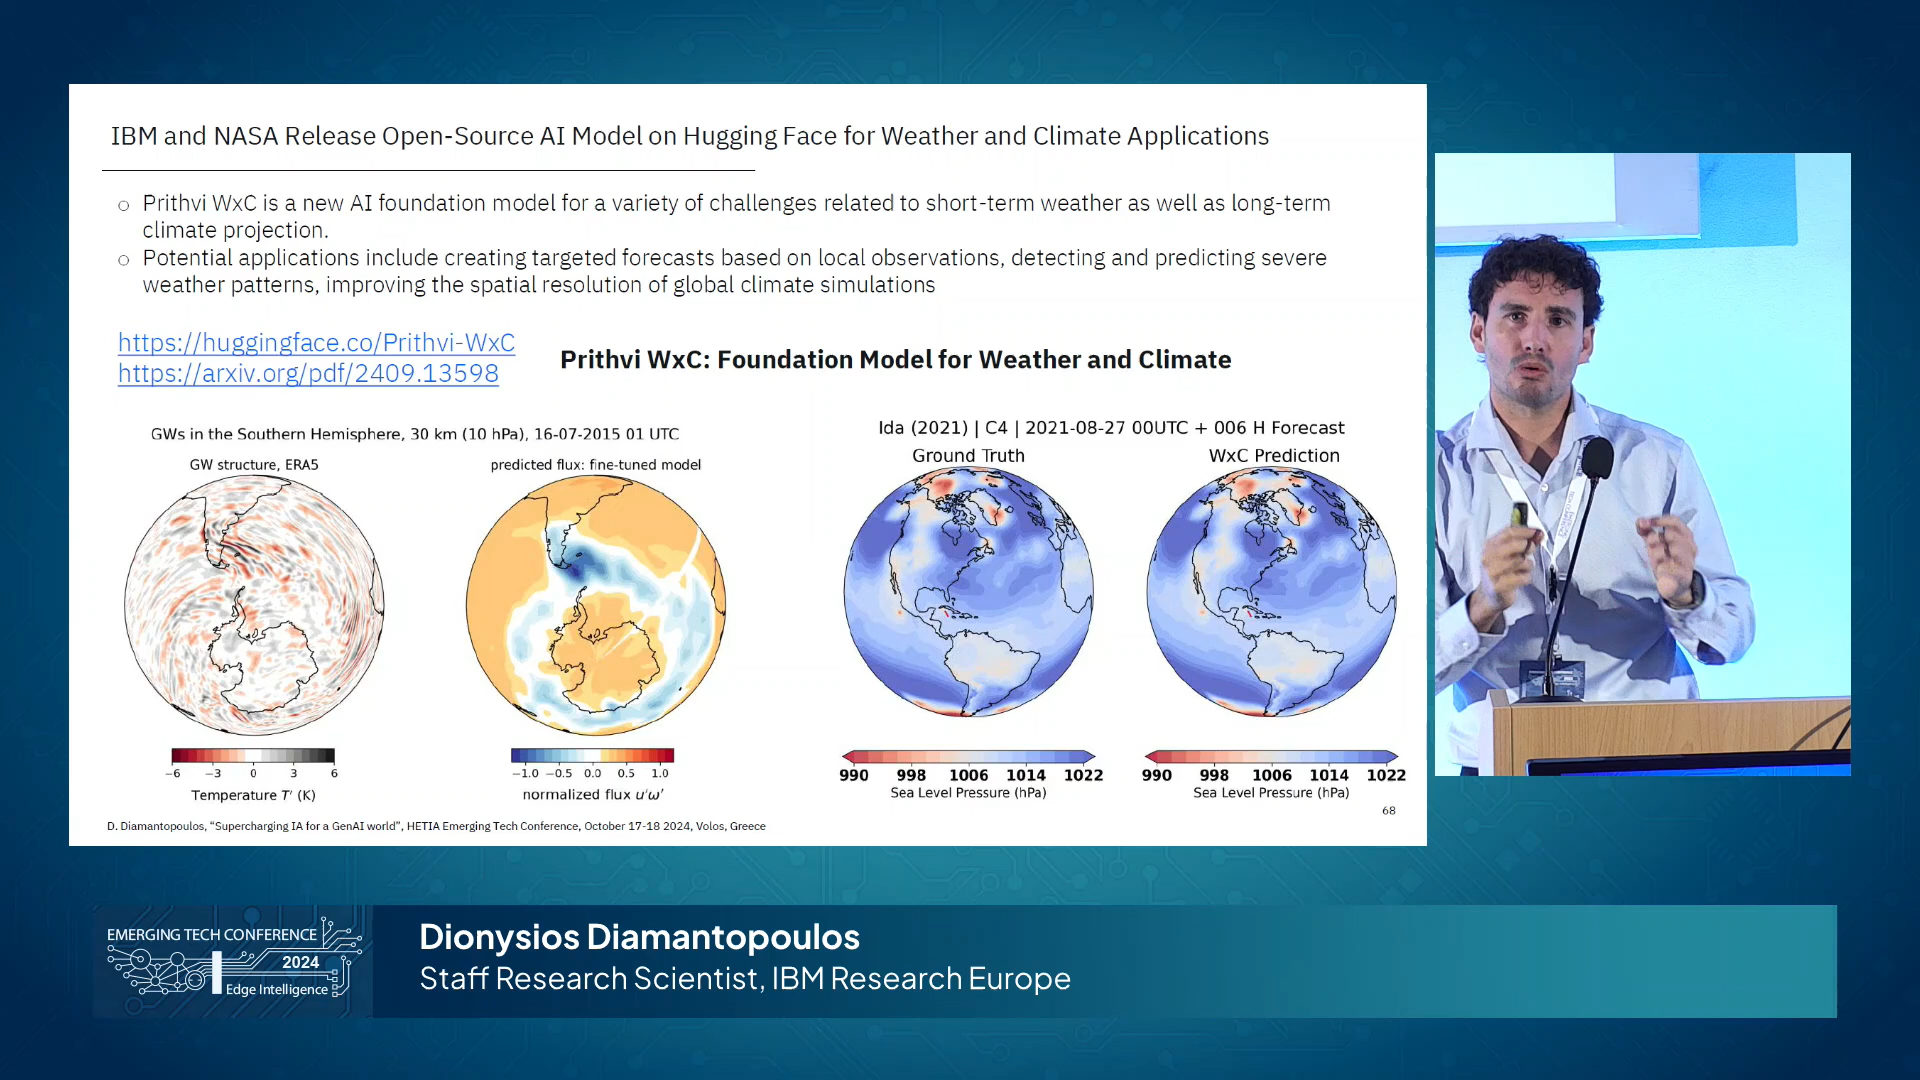 IBM and NASA Release Open-Source AI Model on Hugging Face for Weather and Climate Applications
○ Prithvi WxC is a new AI foundation model for a variety of challenges related to short-term weather as well as long-term
climate projection.
○ Potential applications include creating targeted forecasts based on local observations, detecting and predicting severe
weather patterns, improving the spatial resolution of global climate simulations
https://huggingface.co/Prithvi-WxC
https://arxiv.org/pdf/2409.13598
Prithvi WxC: Foundation Model for Weather and Climate
GWs in the Southern Hemisphere, 30 km (10 hPa), 16-07-2015 01 UTC
GW structure, ERA5
predicted flux: fine-tuned model
−6 −3 0 3 6
Temperature T′ (K)
−1.0 −0.5 0.0 0.5 1.0
normalized flux u′ω′
Ida (2021) | C4 | 2021-08-27 00UTC + 006 H Forecast
Ground Truth
WxC Prediction
990 998 1006 1014 1022
Sea Level Pressure (hPa)
990 998 1006 1014 1022
Sea Level Pressure (hPa)
68
D. Diamantopoulos, “Supercharging IA for a GenAI world”, HETIA Emerging Tech Conference, October 17-18 2024, Volos, Greece
EMERGING TECH CONFERENCE
2024
Edge Intelligence
Dionysios Diamantopoulos
Staff Research Scientist, IBM Research Europe